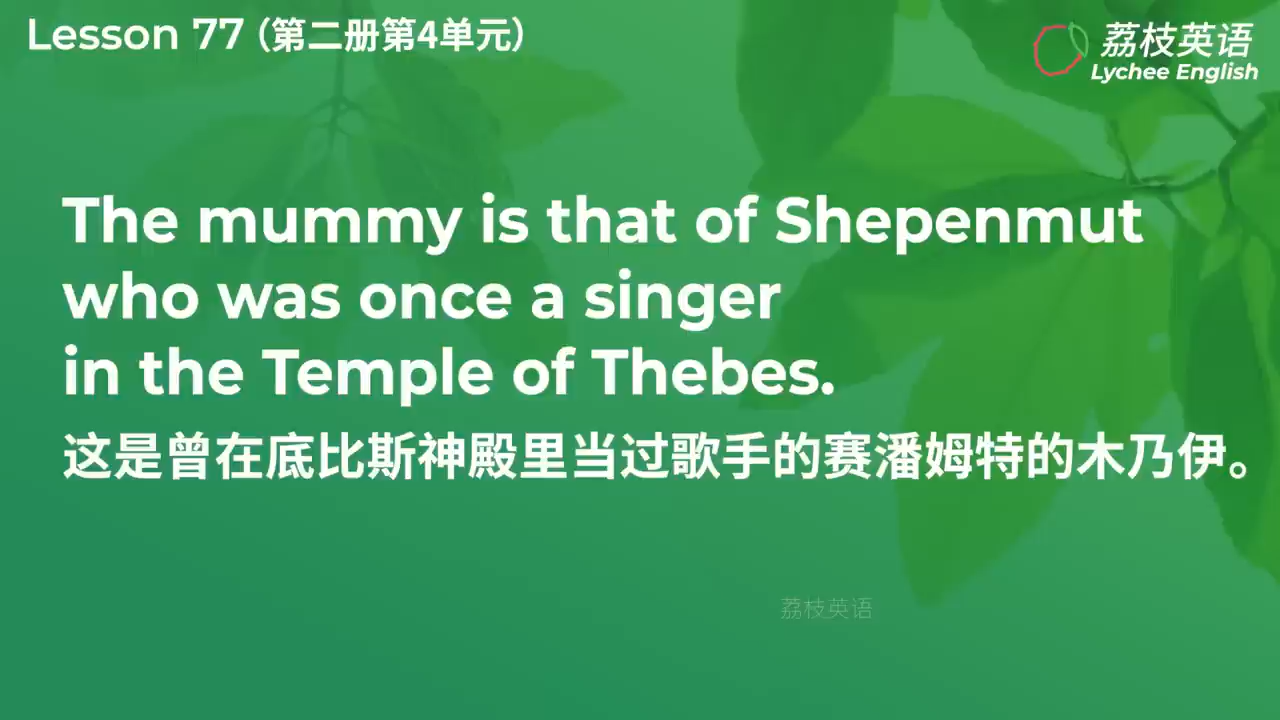 Lesson 77（第二册第4单元）
荔枝英语
Lychee English
The mummy is that of Shepenmut
who was once a singer
in the Temple of Thebes.
这是曾在底比斯神殿里当过歌手的赛潘姆特的木乃伊。
荔枝英语